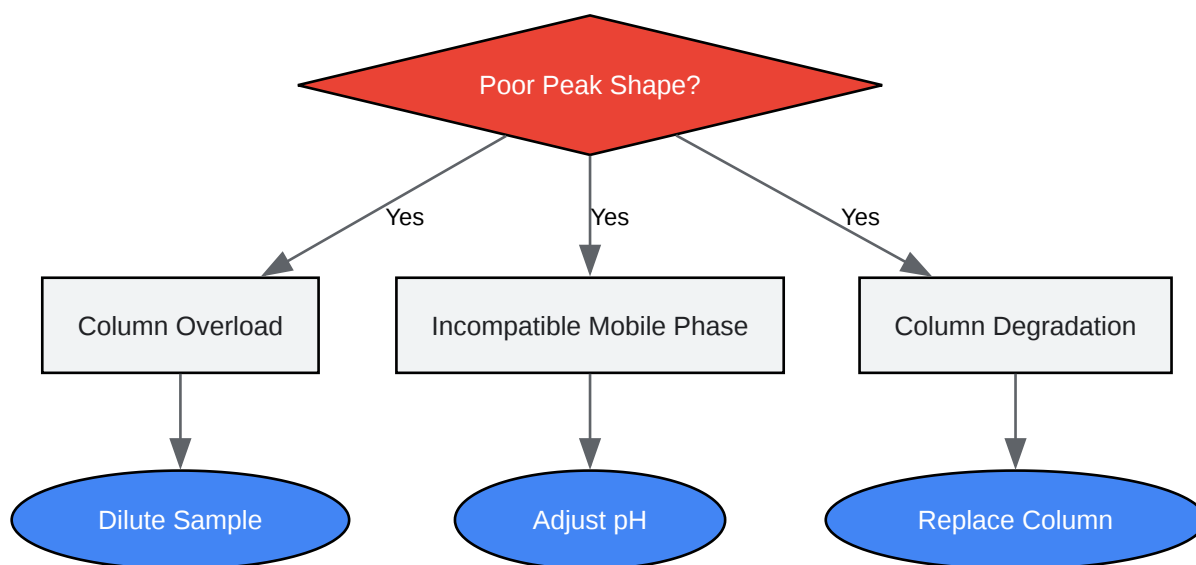 Poor Peak Shape?
Yes
Yes
Yes
Column Overload
Incompatible Mobile Phase
Column Degradation
Dilute Sample
Adjust pH
Replace Column